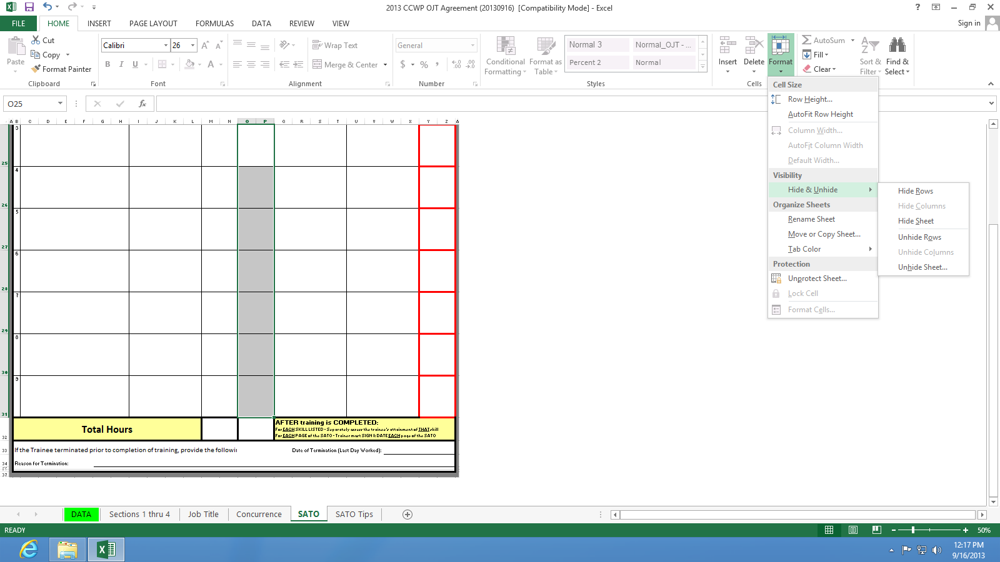 2013 CCWP OJT Agreement (20130916) [Compatibility Mode] - Excel
FILE HOME INSERT PAGE LAYOUT FORMULAS DATA REVIEW VIEW Sign in
Paste
Cut
Copy
Format Painter
Clipboard
Calibri 26
B I U A
Font
Wrap Text
Merge & Center
Alignment
General
$ % ,
Number
Conditional Formatting
Format as Table
Normal 3 Normal_OJT - ...
Percent 2 Normal
Styles
Insert Delete Format
Cells
AutoSum
Fill
Clear
Sort & Filter
Find & Select
O25 fx
Cell Size
Row Height...
AutoFit Row Height
Column Width...
AutoFit Column Width
Default Width...
Visibility
Hide & Unhide
Organize Sheets
Rename Sheet
Move or Copy Sheet...
Tab Color
Protection
Unprotect Sheet...
Lock Cell
Format Cells...
Hide Rows
Hide Columns
Hide Sheet
Unhide Rows
Unhide Columns
Unhide Sheet...
A B C D E F G H I J K L M N O P Q R S T U V W X Y Z A
3
25
4
26
5
27
6
28
7
29
8
30
9
31
Total Hours
AFTER training is COMPLETED:
For EACH SKILL LISTED - Separately assess the trainee's attainment of THAT skill
For EACH PAGE of the SATO - Trainer must SIGN & DATE EACH page of the SATO
32
33 If the Trainee terminated prior to completion of training, provide the followin Date of Termination (Last Day Worked):
34 Reason for Termination:
37
DATA Sections 1 thru 4 Job Title Concurrence SATO SATO Tips
READY 50%
12:17 PM
9/16/2013